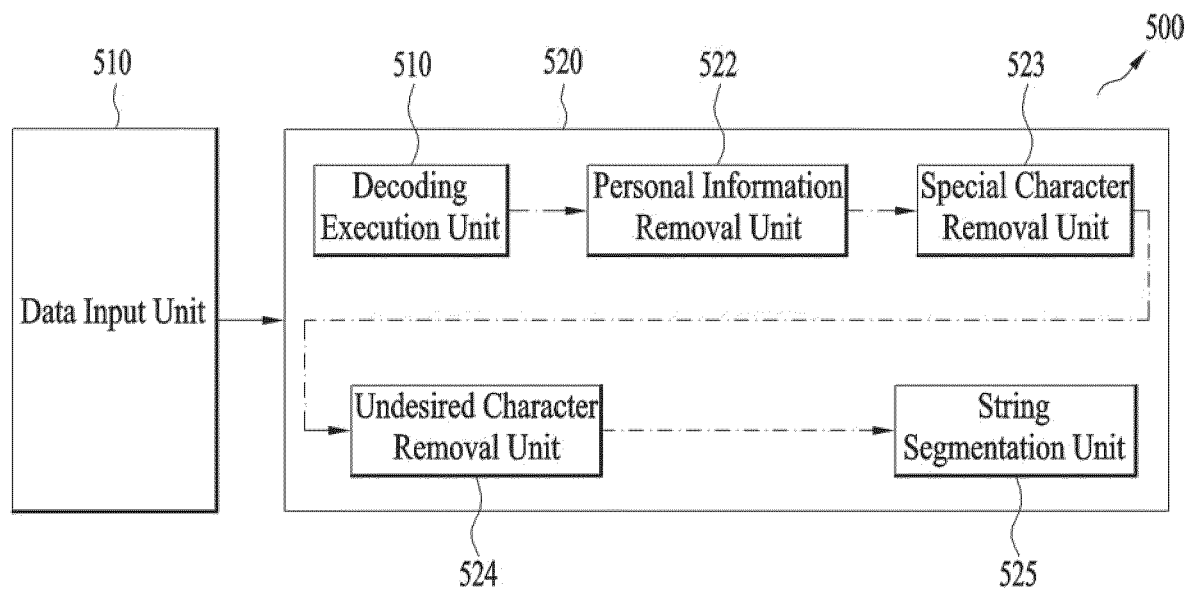 500
510
510
520
522
523
Data Input Unit
Decoding
Execution Unit
Personal Information
Removal Unit
Special Character
Removal Unit
Undesired Character
Removal Unit
String
Segmentation Unit
524
525